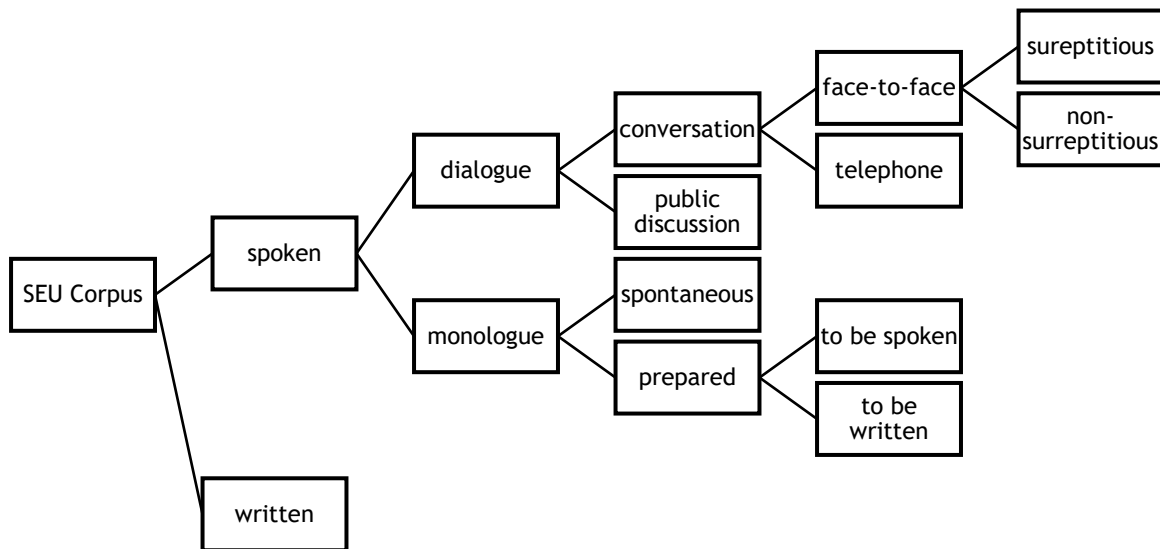 sureptitious
face-to-face
non-
surreptitious
conversation
telephone
dialogue
public
discussion
spoken
SEU Corpus
spontaneous
monologue
to be spoken
prepared
to be
written
written